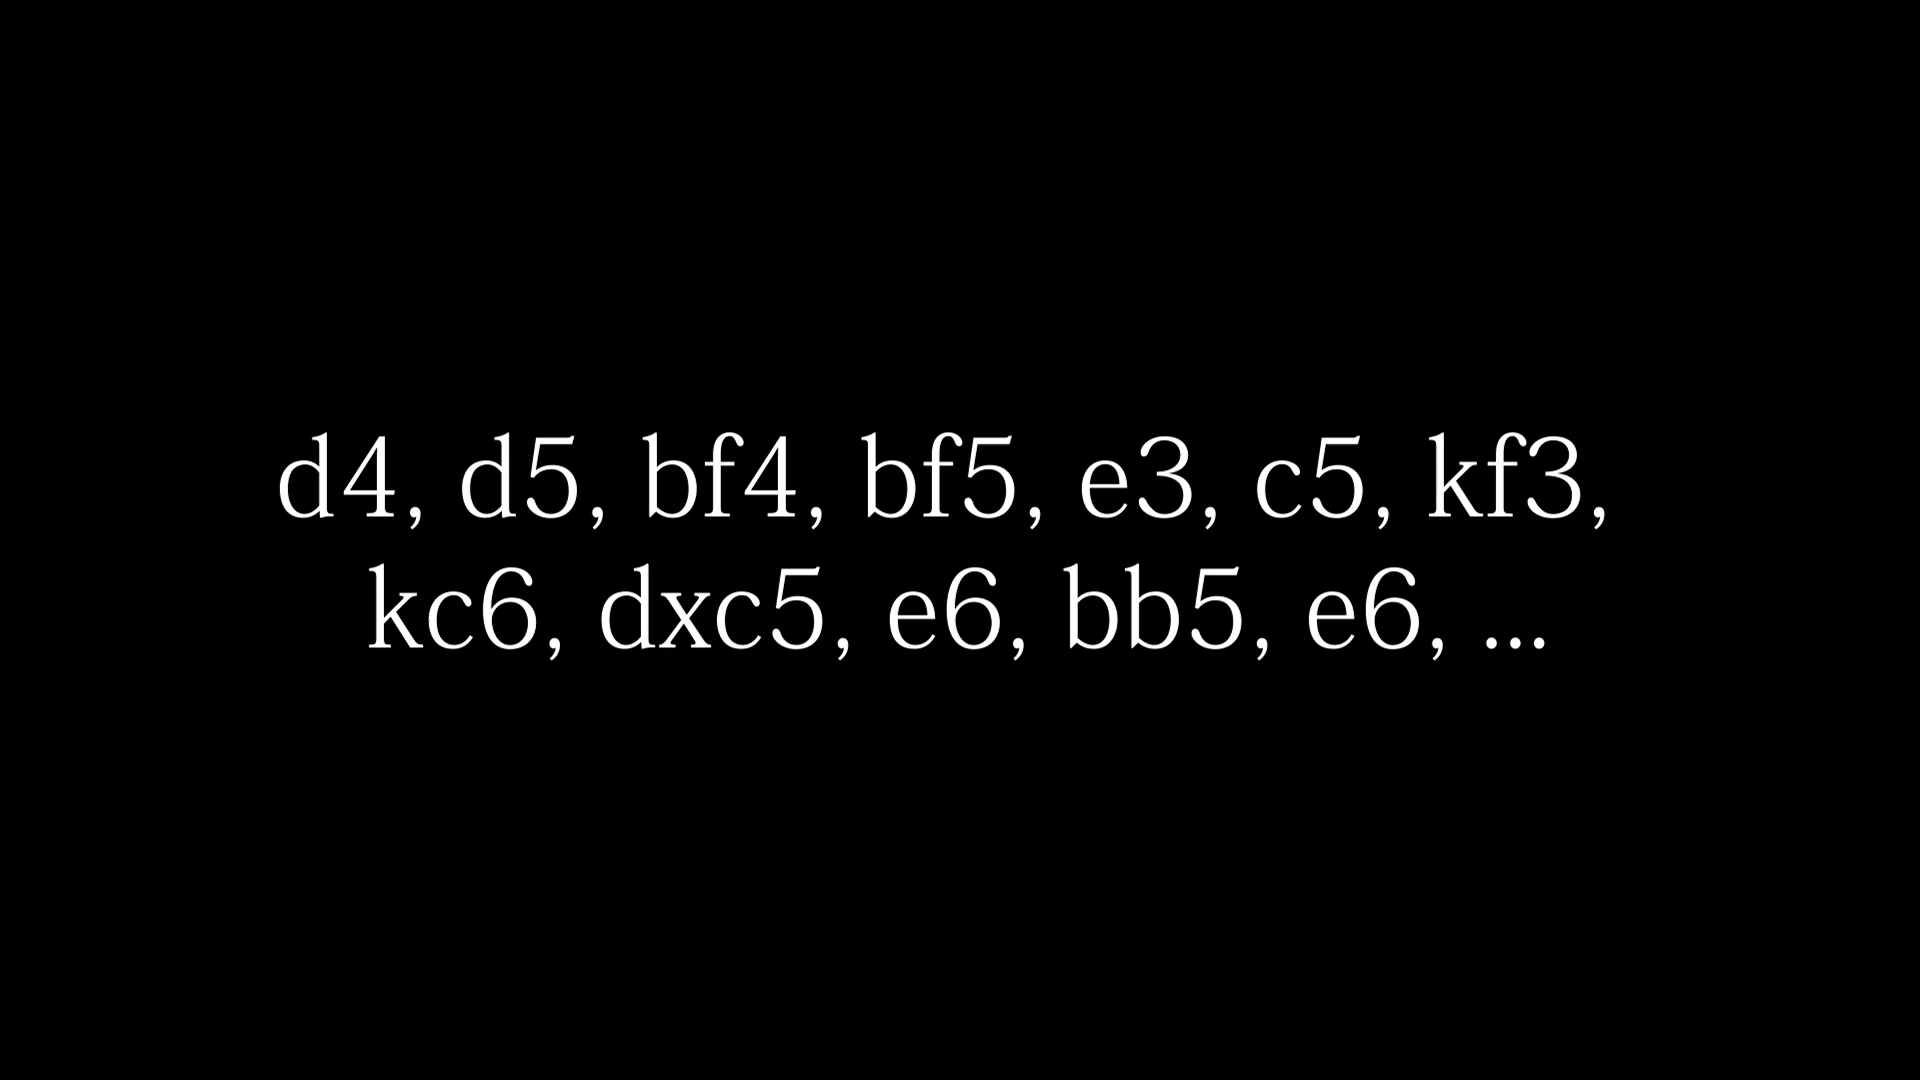 d4, d5, bf4, bf5, e3, c5, kf3,
kc6, dxc5, e6, bb5, e6, ...